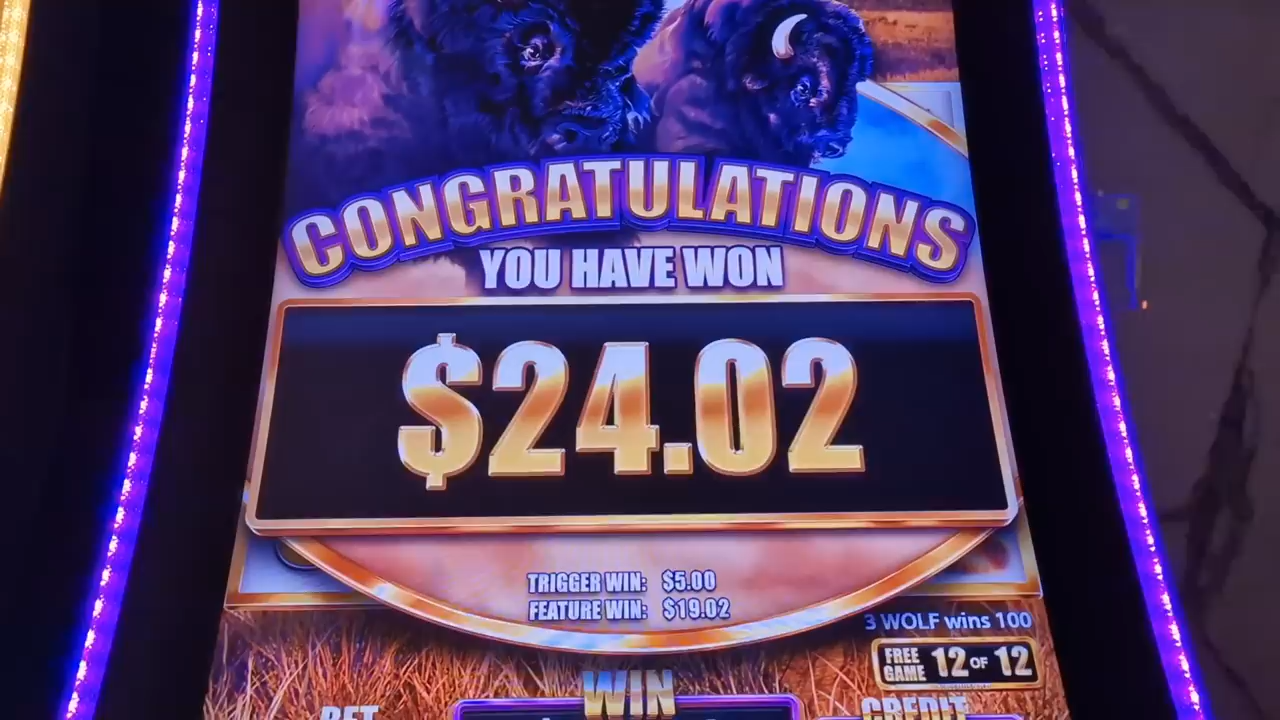 CONGRATULATIONS
YOU HAVE WON
$24.02
TRIGGER WIN: $5.00
FEATURE WIN: $19.02
3 WOLF wins 100
FREE GAME 12 OF 12
WIN
BET
CREDIT